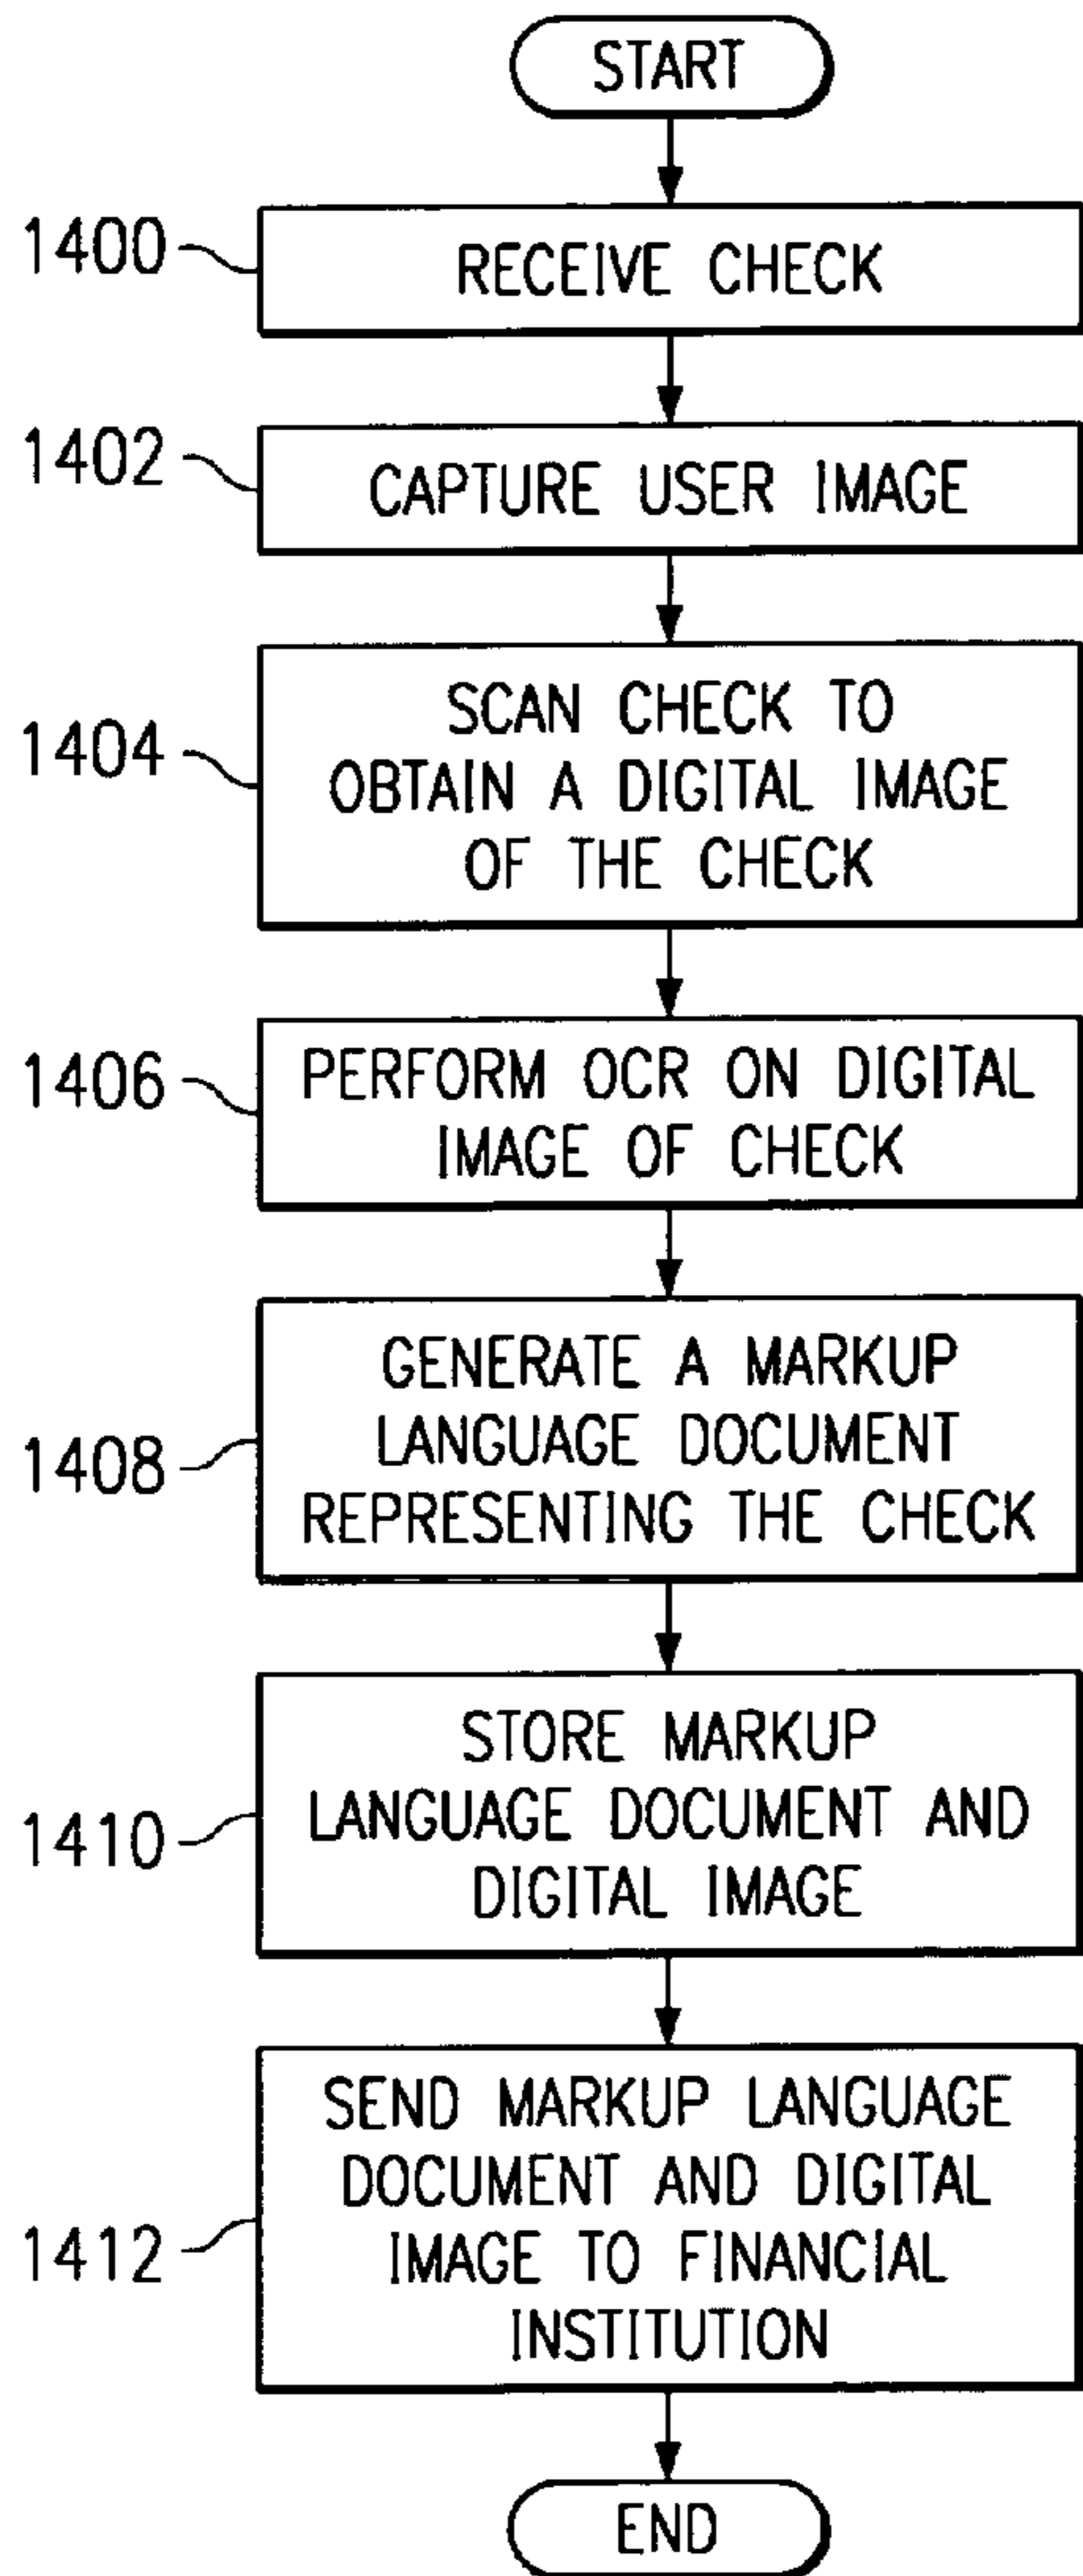 START
1400
RECEIVE CHECK
1402
CAPTURE USER IMAGE
1404
SCAN CHECK TO
OBTAIN A DIGITAL IMAGE
OF THE CHECK
1406
PERFORM OCR ON DIGITAL
IMAGE OF CHECK
1408
GENERATE A MARKUP
LANGUAGE DOCUMENT
REPRESENTING THE CHECK
1410
STORE MARKUP
LANGUAGE DOCUMENT AND
DIGITAL IMAGE
1412
SEND MARKUP LANGUAGE
DOCUMENT AND DIGITAL
IMAGE TO FINANCIAL
INSTITUTION
END